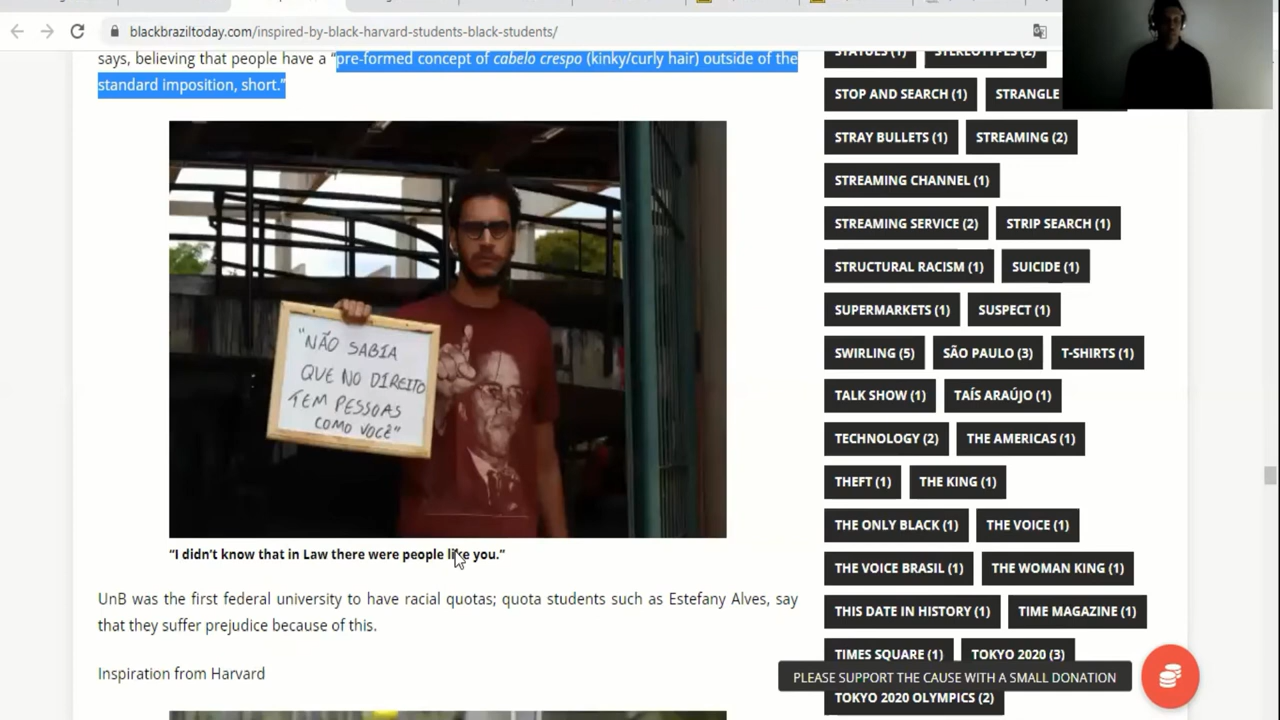 blackbraziltoday.com/inspired-by-black-harvard-students-black-students/
says, believing that people have a “pre-formed concept of cabelo crespo (kinky/curly hair) outside of the
standard imposition, short.”
"NÃO SABIA
QUE NO DIREITO
TEM PESSOAS
COMO VOCÊ"
“I didn’t know that in Law there were people like you.”
UnB was the first federal university to have racial quotas; quota students such as Estefany Alves, say
that they suffer prejudice because of this.
Inspiration from Harvard
STATUES (1) STEREOTYPES (2)
STOP AND SEARCH (1) STRANGLE
STRAY BULLETS (1) STREAMING (2)
STREAMING CHANNEL (1)
STREAMING SERVICE (2) STRIP SEARCH (1)
STRUCTURAL RACISM (1) SUICIDE (1)
SUPERMARKETS (1) SUSPECT (1)
SWIRLING (5) SÃO PAULO (3) T-SHIRTS (1)
TALK SHOW (1) TAÍS ARAÚJO (1)
TECHNOLOGY (2) THE AMERICAS (1)
THEFT (1) THE KING (1)
THE ONLY BLACK (1) THE VOICE (1)
THE VOICE BRASIL (1) THE WOMAN KING (1)
THIS DATE IN HISTORY (1) TIME MAGAZINE (1)
TIMES SQUARE (1) TOKYO 2020 (3)
PLEASE SUPPORT THE CAUSE WITH A SMALL DONATION
TOKYO 2020 OLYMPICS (2)